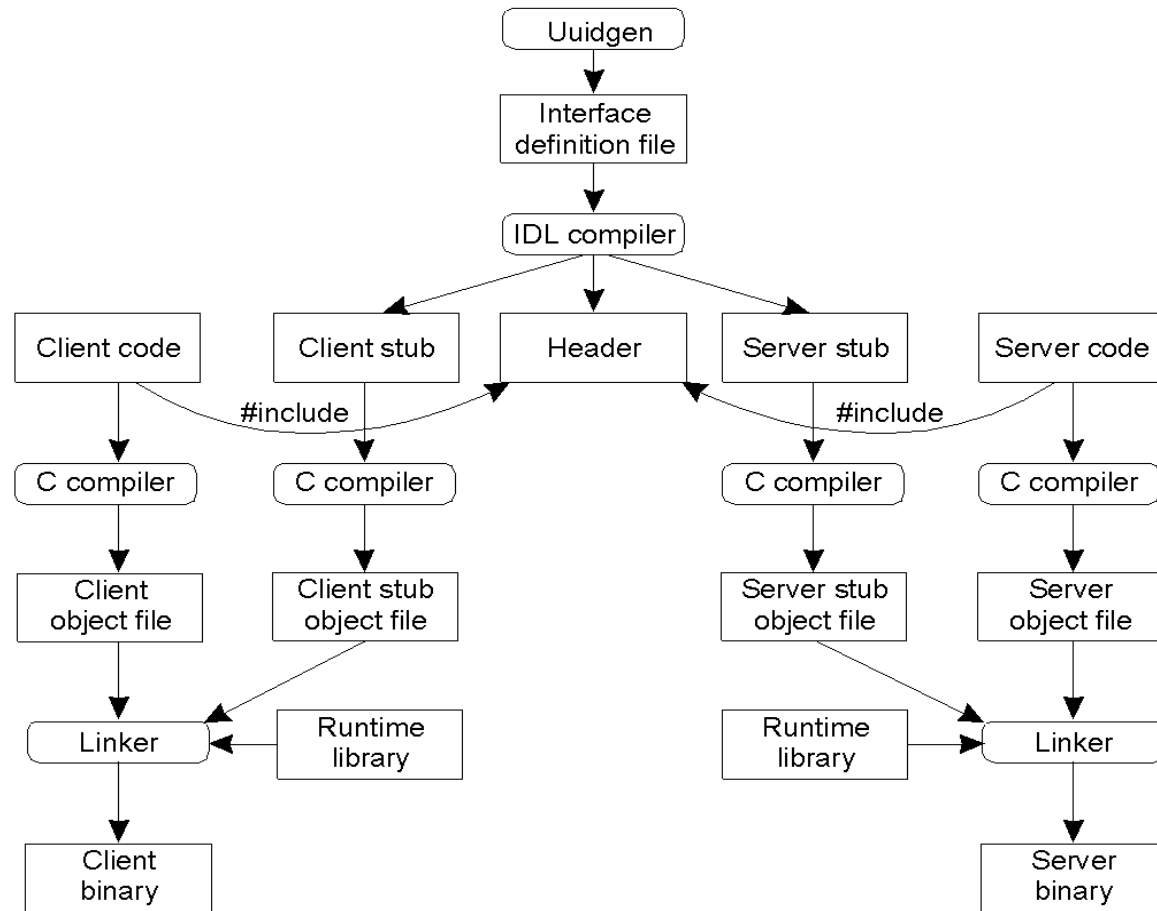 Uuidgen
Interface
definition file
IDL compiler
Client code
Client stub
Header
Server stub
Server code
#include
#include
C compiler
C compiler
C compiler
C compiler
Client
object file
Client stub
object file
Server stub
object file
Server
object file
Linker
Runtime
library
Runtime
library
Linker
Client
binary
Server
binary